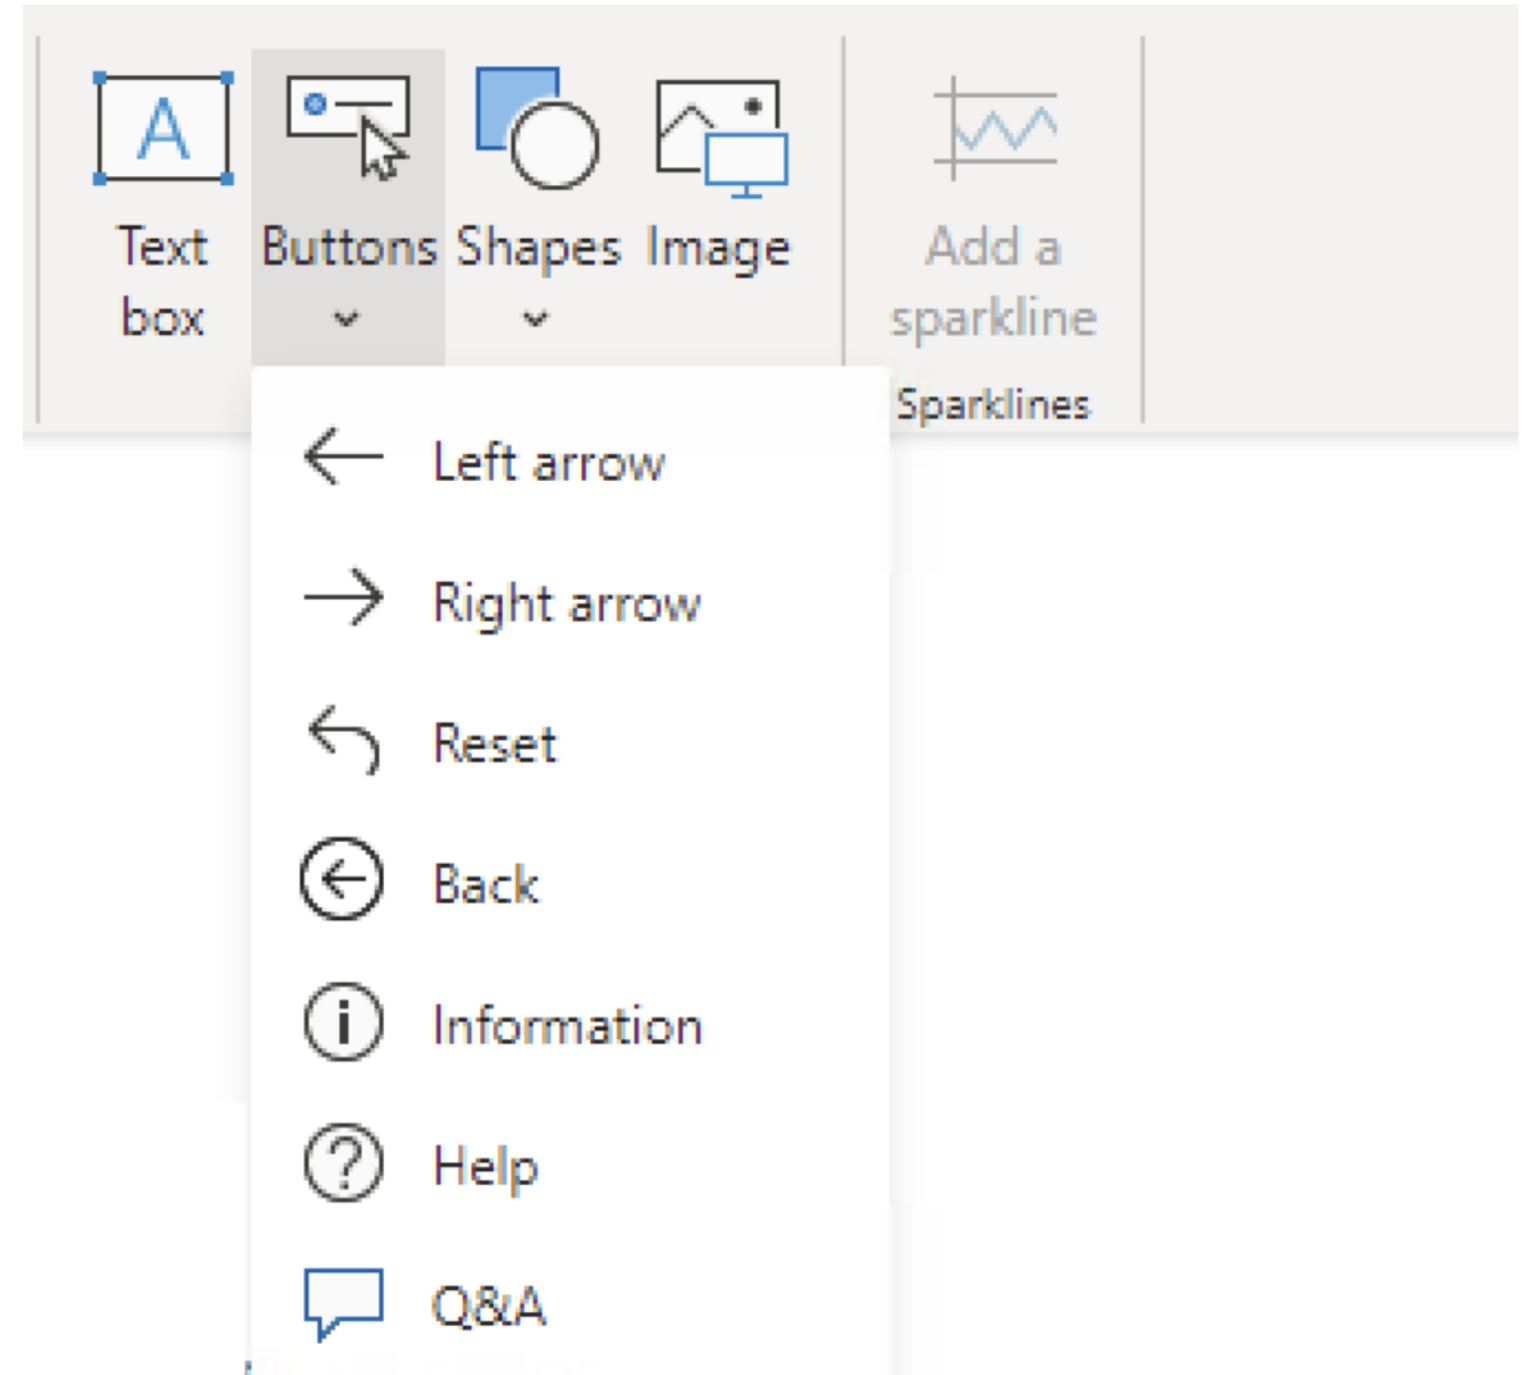 Text
box
Buttons
Shapes
Image
Add a
sparkline
Sparklines
Left arrow
Right arrow
Reset
Back
Information
Help
Q&A